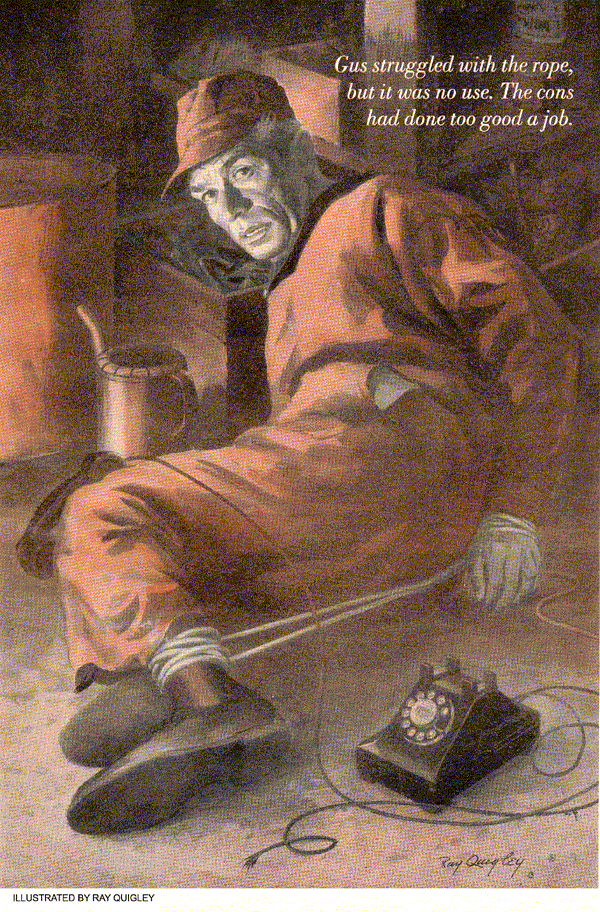 Gus struggled with the rope,
but it was no use. The cons
had done too good a job.
Ray Quigley
ILLUSTRATED BY RAY QUIGLEY